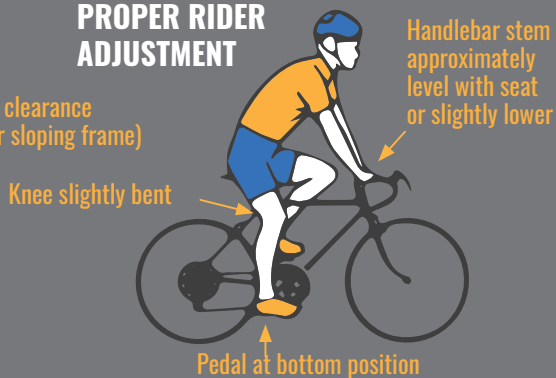 PROPER RIDER
ADJUSTMENT
Handlebar stem
approximately
level with seat
or slightly lower
clearance
sloping frame)
Knee slightly bent
Pedal at bottom position